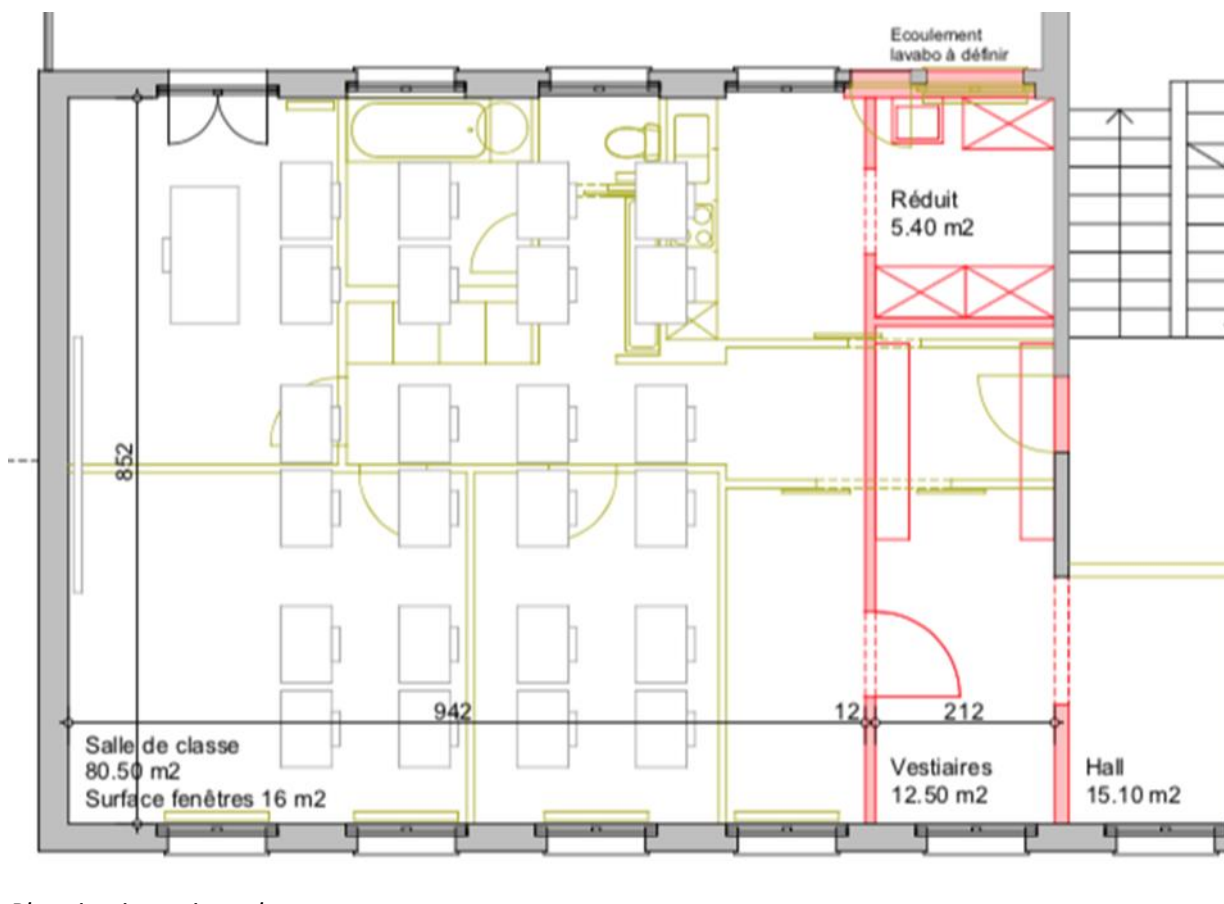 Ecoulement
lavabo à définir
Réduit
5.40 m2
852
942
12
212
Salle de classe
80.50 m2
Surface fenêtres 16 m2
Vestiaires
12.50 m2
Hall
15.10 m2